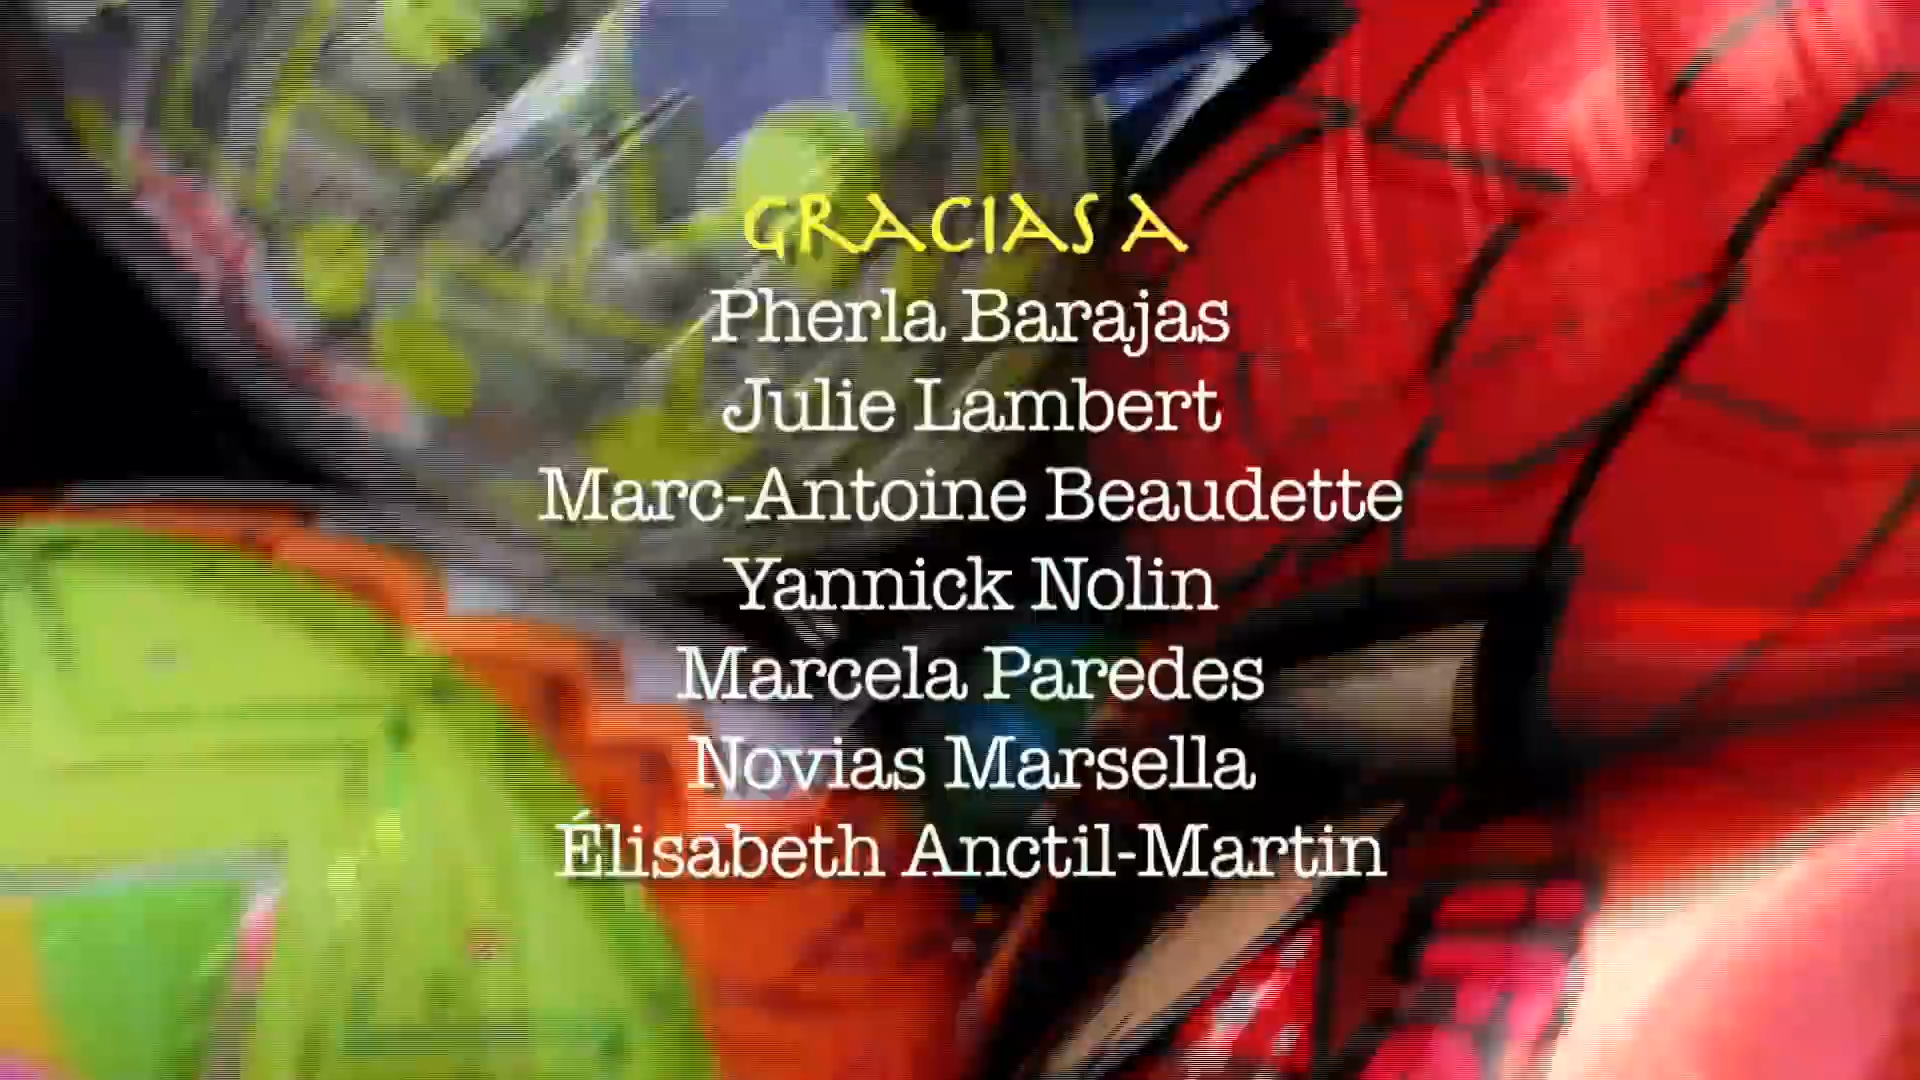 GRACIAS A
Pherla Barajas
Julie Lambert
Marc-Antoine Beaudette
Yannick Nolin
Marcela Paredes
Novias Marsella
Élisabeth Anctil-Martin